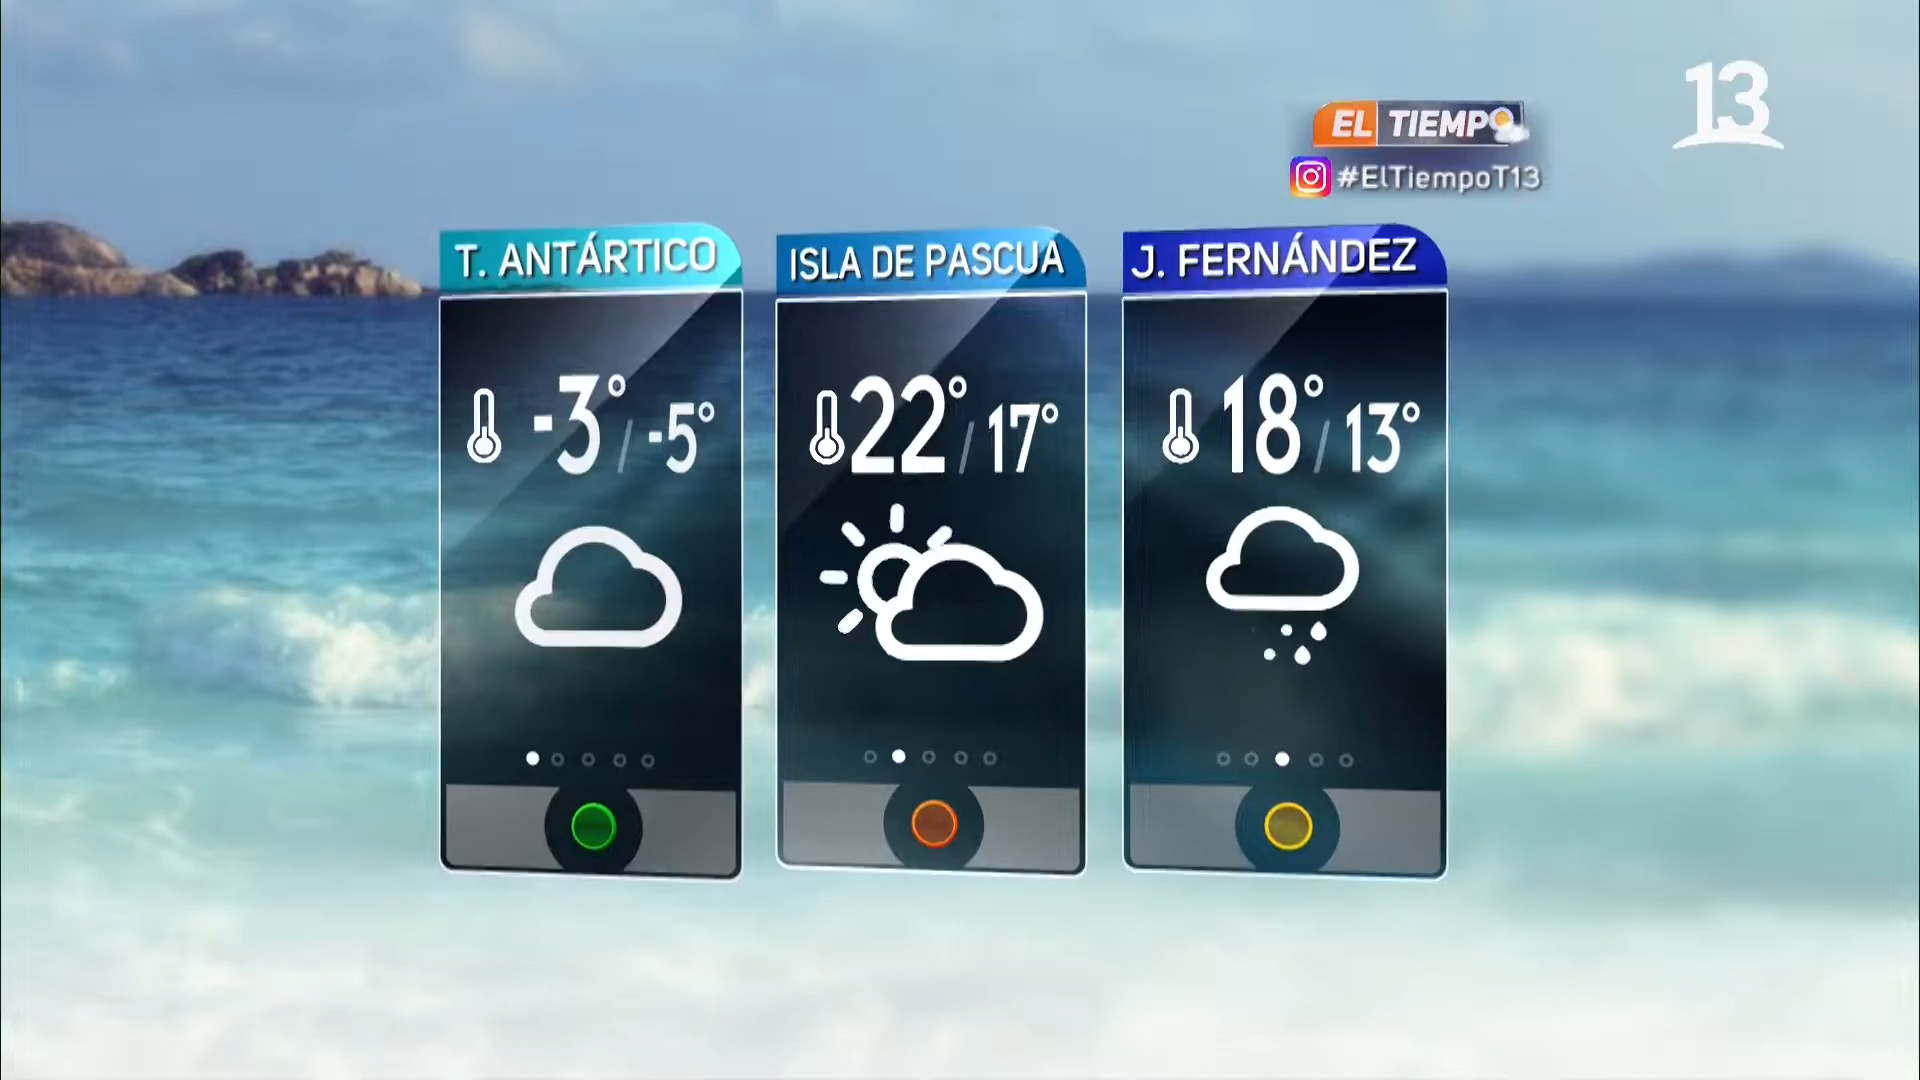 13
EL TIEMPO
#ElTiempoT13
T. ANTÁRTICO
-3° / -5°
ISLA DE PASCUA
22° / 17°
J. FERNÁNDEZ
18° / 13°